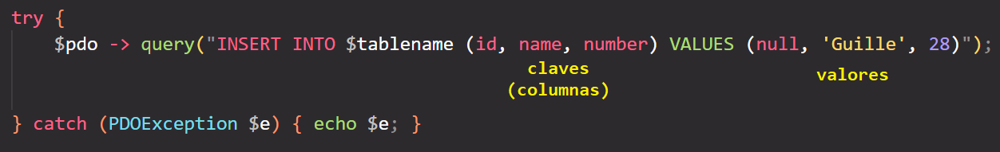 try {
$pdo -> query("INSERT INTO $tablename (id, name, number) VALUES (null, 'Guille', 28)");
claves
(columnas)
valores
} catch (PDOException $e) { echo $e; }